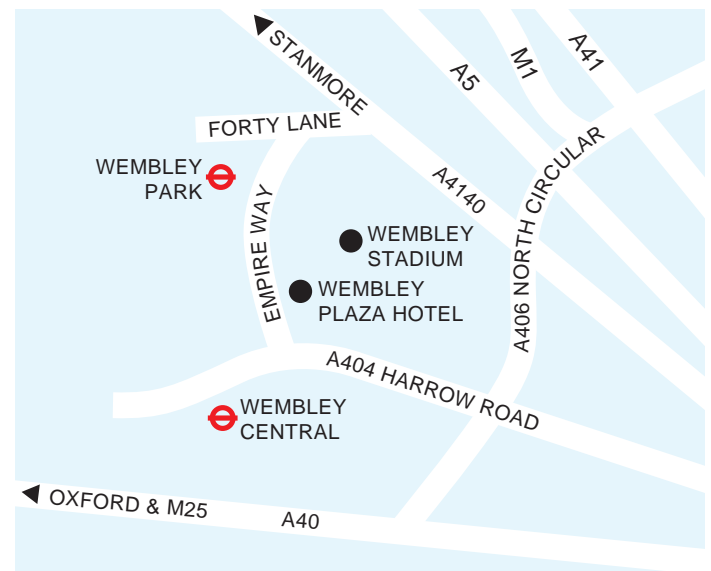 STANMORE
A5
M1
A41
FORTY LANE
WEMBLEY
PARK
A4140
A406 NORTH CIRCULAR
EMPIRE WAY
WEMBLEY
STADIUM
WEMBLEY
PLAZA HOTEL
A404 HARROW ROAD
WEMBLEY
CENTRAL
OXFORD & M25
A40